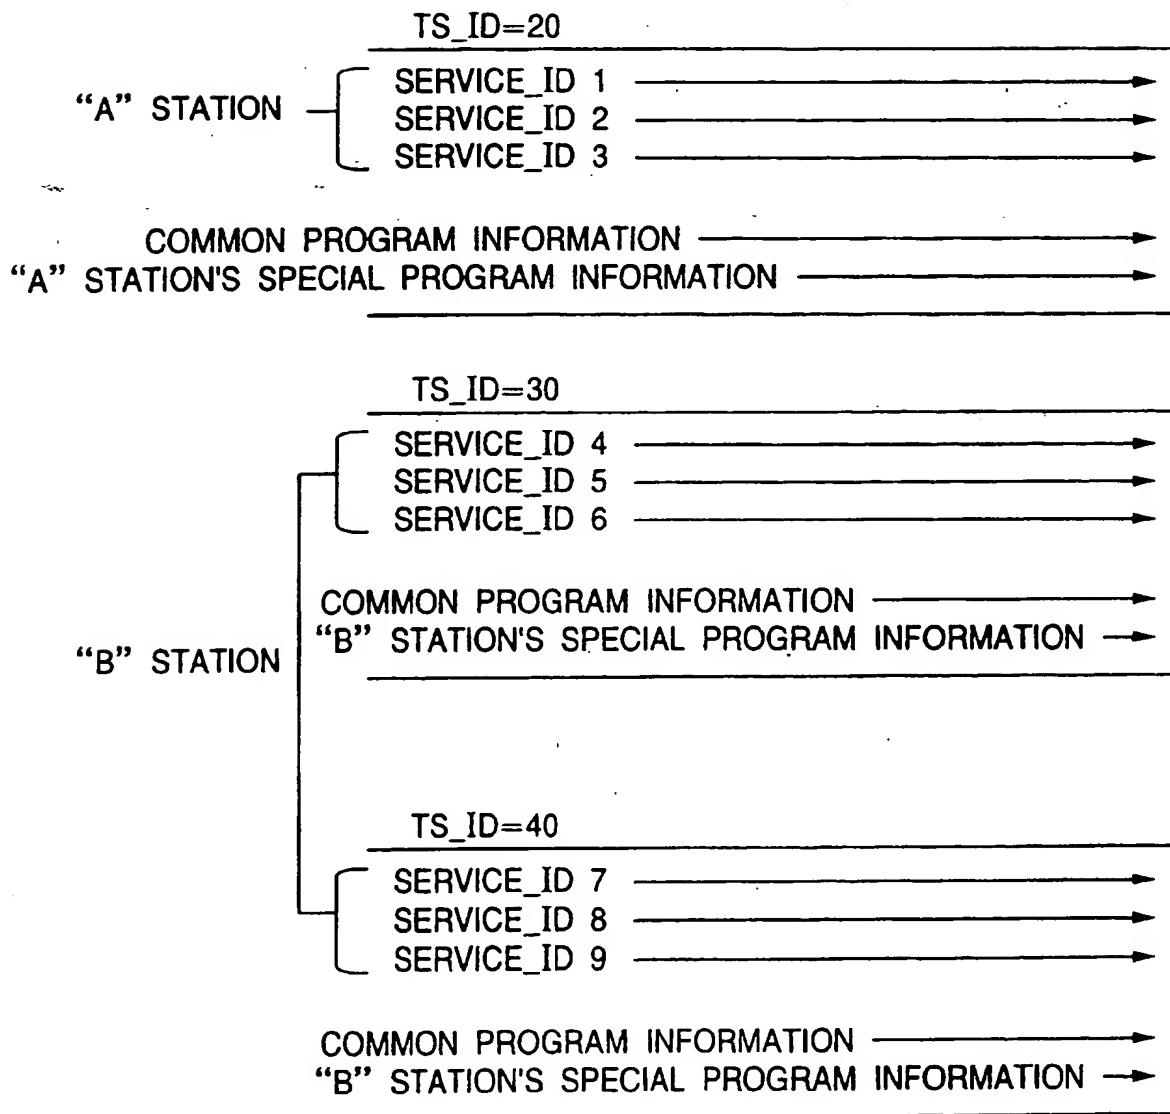 TS_ID=20
SERVICE_ID 1
“A” STATION
SERVICE_ID 2
SERVICE_ID 3
COMMON PROGRAM INFORMATION
“A” STATION'S SPECIAL PROGRAM INFORMATION
TS_ID=30
SERVICE_ID 4
SERVICE_ID 5
SERVICE_ID 6
COMMON PROGRAM INFORMATION
“B” STATION'S SPECIAL PROGRAM INFORMATION
“B” STATION
TS_ID=40
SERVICE_ID 7
SERVICE_ID 8
SERVICE_ID 9
COMMON PROGRAM INFORMATION
“B” STATION'S SPECIAL PROGRAM INFORMATION